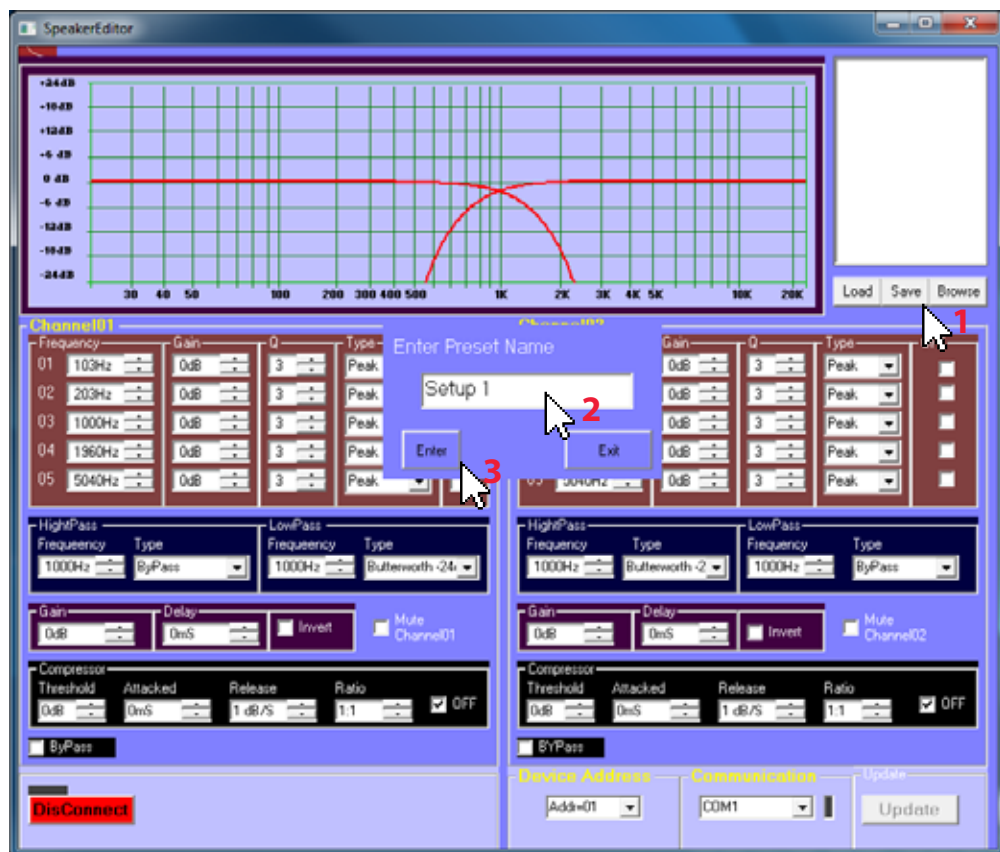 SpeakerEditor
+24dB
-18dB
+12dB
+6 dB
0 dB
-6 dB
-12dB
-18dB
-24dB
30 40 50 100 200 300 400 500 1K 2K 3K 4K 5K 10K 20K
Load Save Browse
1
Channel01
Frequency Gain Q Type
01 103Hz 0dB 3 Peak
02 203Hz 0dB 3 Peak
03 1000Hz 0dB 3 Peak
04 1960Hz 0dB 3 Peak
05 5040Hz 0dB 3 Peak
Enter Preset Name
Setup 1
2
Enter Exit
3
Channel02
Gain Q Type
0dB 3 Peak
0dB 3 Peak
0dB 3 Peak
0dB 3 Peak
05 5040Hz 0dB 3 Peak
HightPass LowPass
Frequeency Type Frequeency Type
1000Hz ByPass 1000Hz Butterworth -24
HightPass LowPass
Frequency Type Frequency Type
1000Hz Butterworth -2 1000Hz ByPass
Gain Delay
0dB 0mS Invert Mute
Channel01
Gain Delay
0dB 0mS Invert Mute
Channel02
Compressor
Threshold Attacked Release Ratio
0dB 0mS 1 dB/S 1:1 OFF
Compressor
Threshold Attacked Release Ratio
0dB 0mS 1 dB/S 1:1 OFF
ByPass
BYPass
DisConnect
Device Address Communication Update
Addr=01 COM1 Update